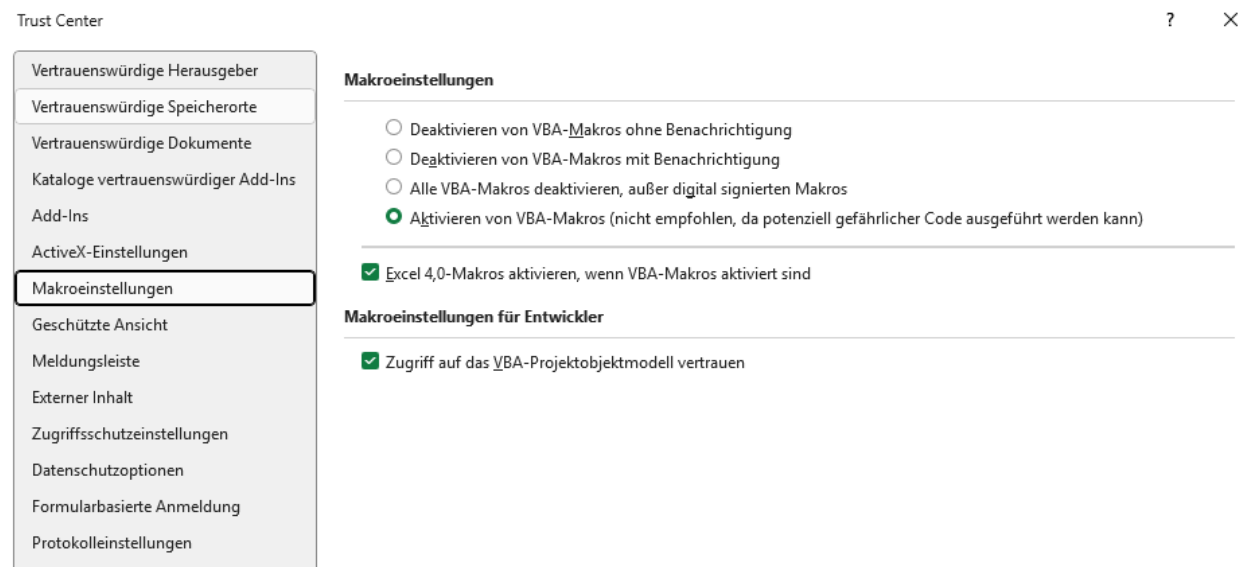 Trust Center
?
Vertrauenswürdige Herausgeber
Vertrauenswürdige Speicherorte
Vertrauenswürdige Dokumente
Kataloge vertrauenswürdiger Add-Ins
Add-Ins
ActiveX-Einstellungen
Makroeinstellungen
Geschützte Ansicht
Meldungsleiste
Externer Inhalt
Zugriffsschutzeinstellungen
Datenschutzoptionen
Formularbasierte Anmeldung
Protokolleinstellungen
Makroeinstellungen
Deaktivieren von VBA-Makros ohne Benachrichtigung
Deaktivieren von VBA-Makros mit Benachrichtigung
Alle VBA-Makros deaktivieren, außer digital signierten Makros
Aktivieren von VBA-Makros (nicht empfohlen, da potenziell gefährlicher Code ausgeführt werden kann)
Excel 4,0-Makros aktivieren, wenn VBA-Makros aktiviert sind
Makroeinstellungen für Entwickler
Zugriff auf das VBA-Projektobjektmodell vertrauen